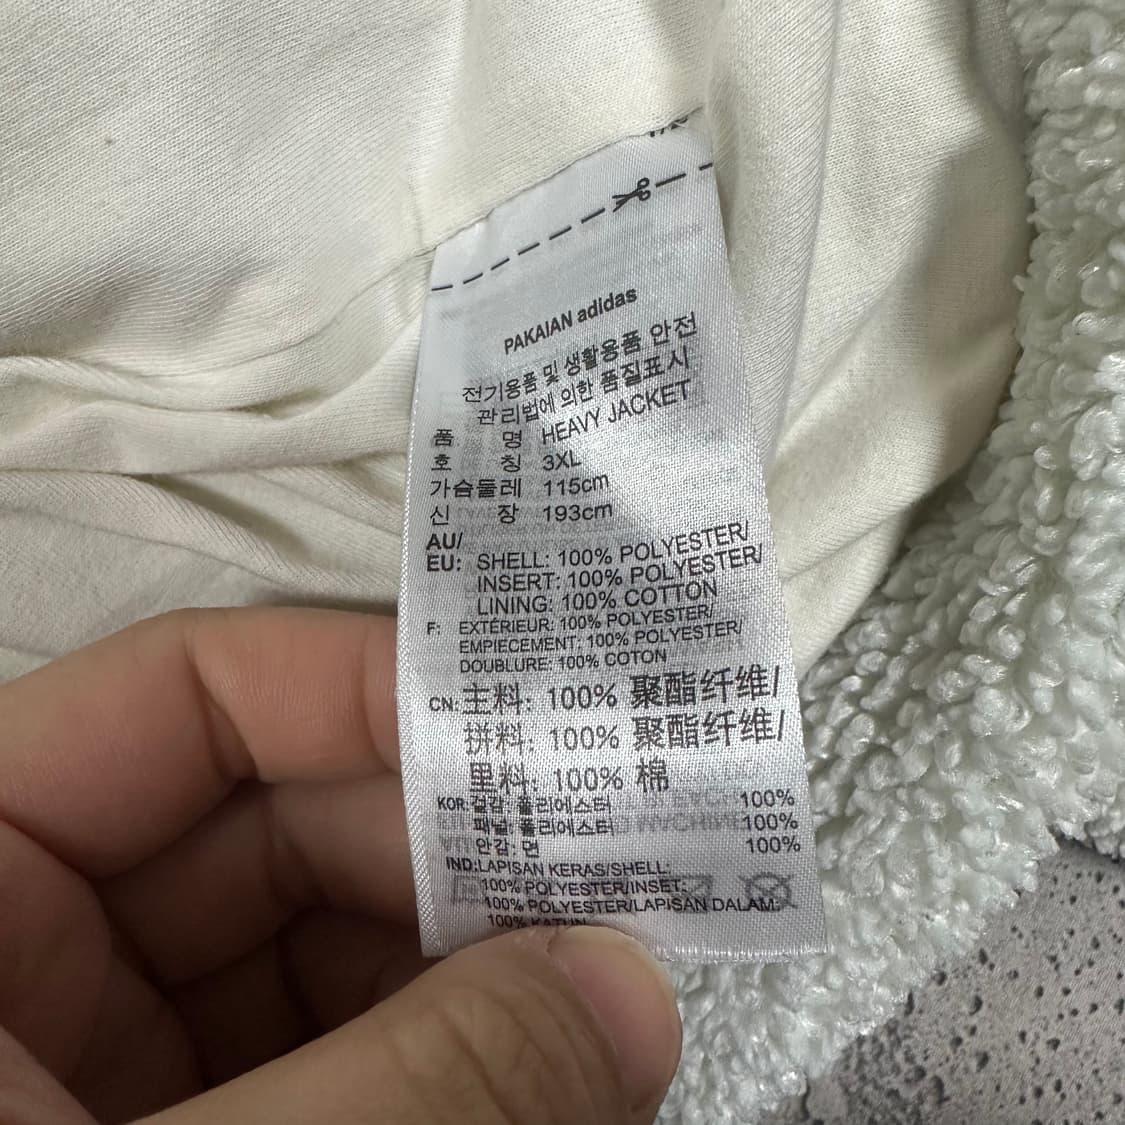 PAKAIAN adidas
전기용품 및 생활용품 안전
관리법에 의한 품질표시
품 명 HEAVY JACKET
호 칭 3XL
가슴둘레 115cm
신 장 193cm
AU/
EU: SHELL: 100% POLYESTER/
INSERT: 100% POLYESTER/
LINING: 100% COTTON
F: EXTÉRIEUR: 100% POLYESTER/
EMPIECEMENT: 100% POLYESTER/
DOUBLURE: 100% COTON
CN: 主料: 100% 聚酯纤维/
拼料: 100% 聚酯纤维/
里料: 100% 棉
KOR: 겉감: 폴리에스터 100%
패널: 폴리에스터 100%
안감: 면 100%
IND: LAPISAN KERAS/SHELL:
100% POLYESTER/INSET:
100% POLYESTER/LAPISAN DALAM:
100% KATUN